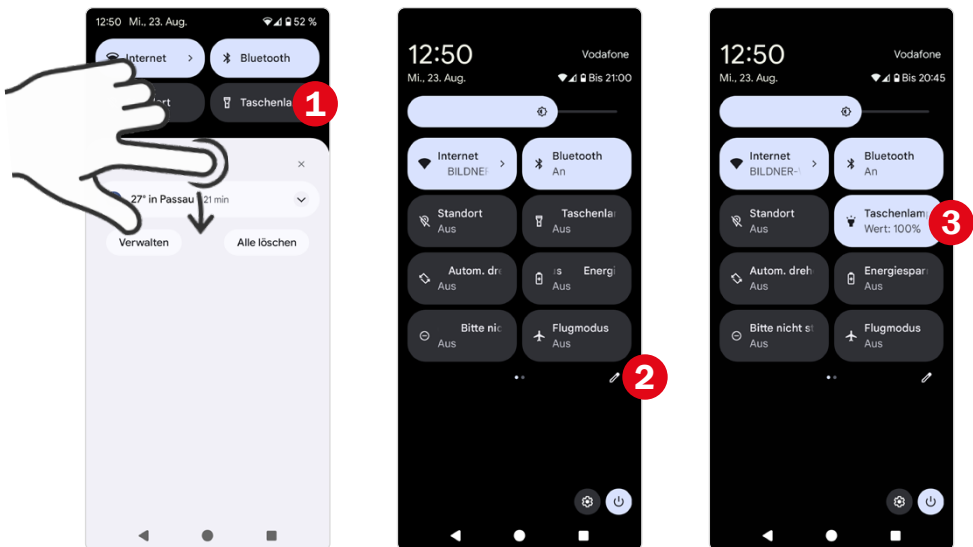 12:50 Mi., 23. Aug. 52 %
Internet Bluetooth
Taschenla 1
27° in Passau 21 min
Verwalten Alle löschen
12:50 Vodafone
Mi., 23. Aug. Bis 21:00
Internet Bluetooth
BILDNER An
Standort Taschenla
Aus Aus
Autom. dre s Energi
Aus Aus
Bitte nic Flugmodus
Aus Aus
2
12:50 Vodafone
Mi., 23. Aug. Bis 20:45
Internet Bluetooth
BILDNER- An
Standort Taschenlam
Aus Wert: 100% 3
Autom. dreh Energiespar
Aus Aus
Bitte nicht st Flugmodus
Aus Aus